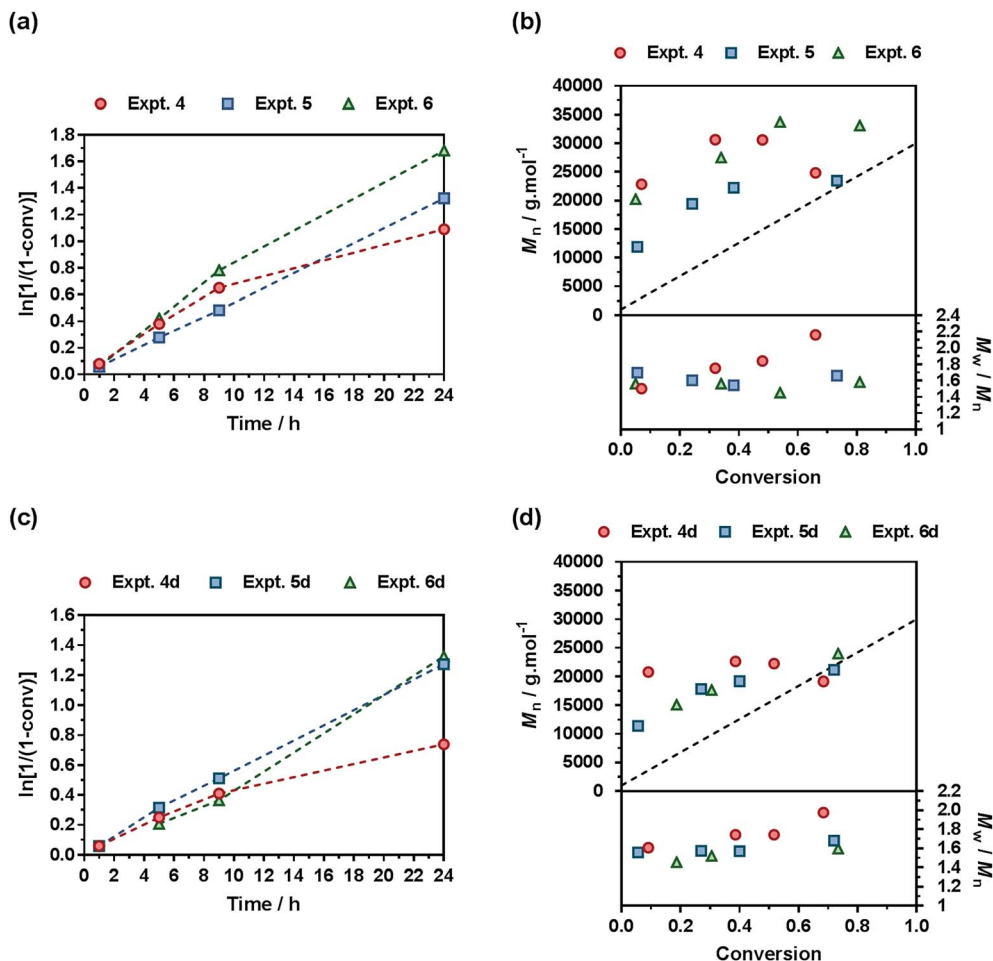 (a)
Expt. 4 Expt. 5 Expt. 6
1.8
1.6
1.4
1.2
1.0
0.8
0.6
0.4
0.2
0.0
ln[1/(1-conv)]
0 2 4 6 8 10 12 14 16 18 20 22 24
Time / h
(b)
Expt. 4 Expt. 5 Expt. 6
40000
35000
30000
25000
20000
15000
10000
5000
0
Mn / g.mol-1
2.4
2.2
2.0
1.8
1.6
1.4
1.2
1
Mw / Mn
0.0 0.2 0.4 0.6 0.8 1.0
Conversion
(c)
Expt. 4d Expt. 5d Expt. 6d
1.6
1.4
1.2
1.0
0.8
0.6
0.4
0.2
0.0
ln[1/(1-conv)]
0 2 4 6 8 10 12 14 16 18 20 22 24
Time / h
(d)
Expt. 4d Expt. 5d Expt. 6d
40000
35000
30000
25000
20000
15000
10000
5000
0
Mn / g.mol-1
2.2
2.0
1.8
1.6
1.4
1.2
1
Mw / Mn
0.0 0.2 0.4 0.6 0.8 1.0
Conversion